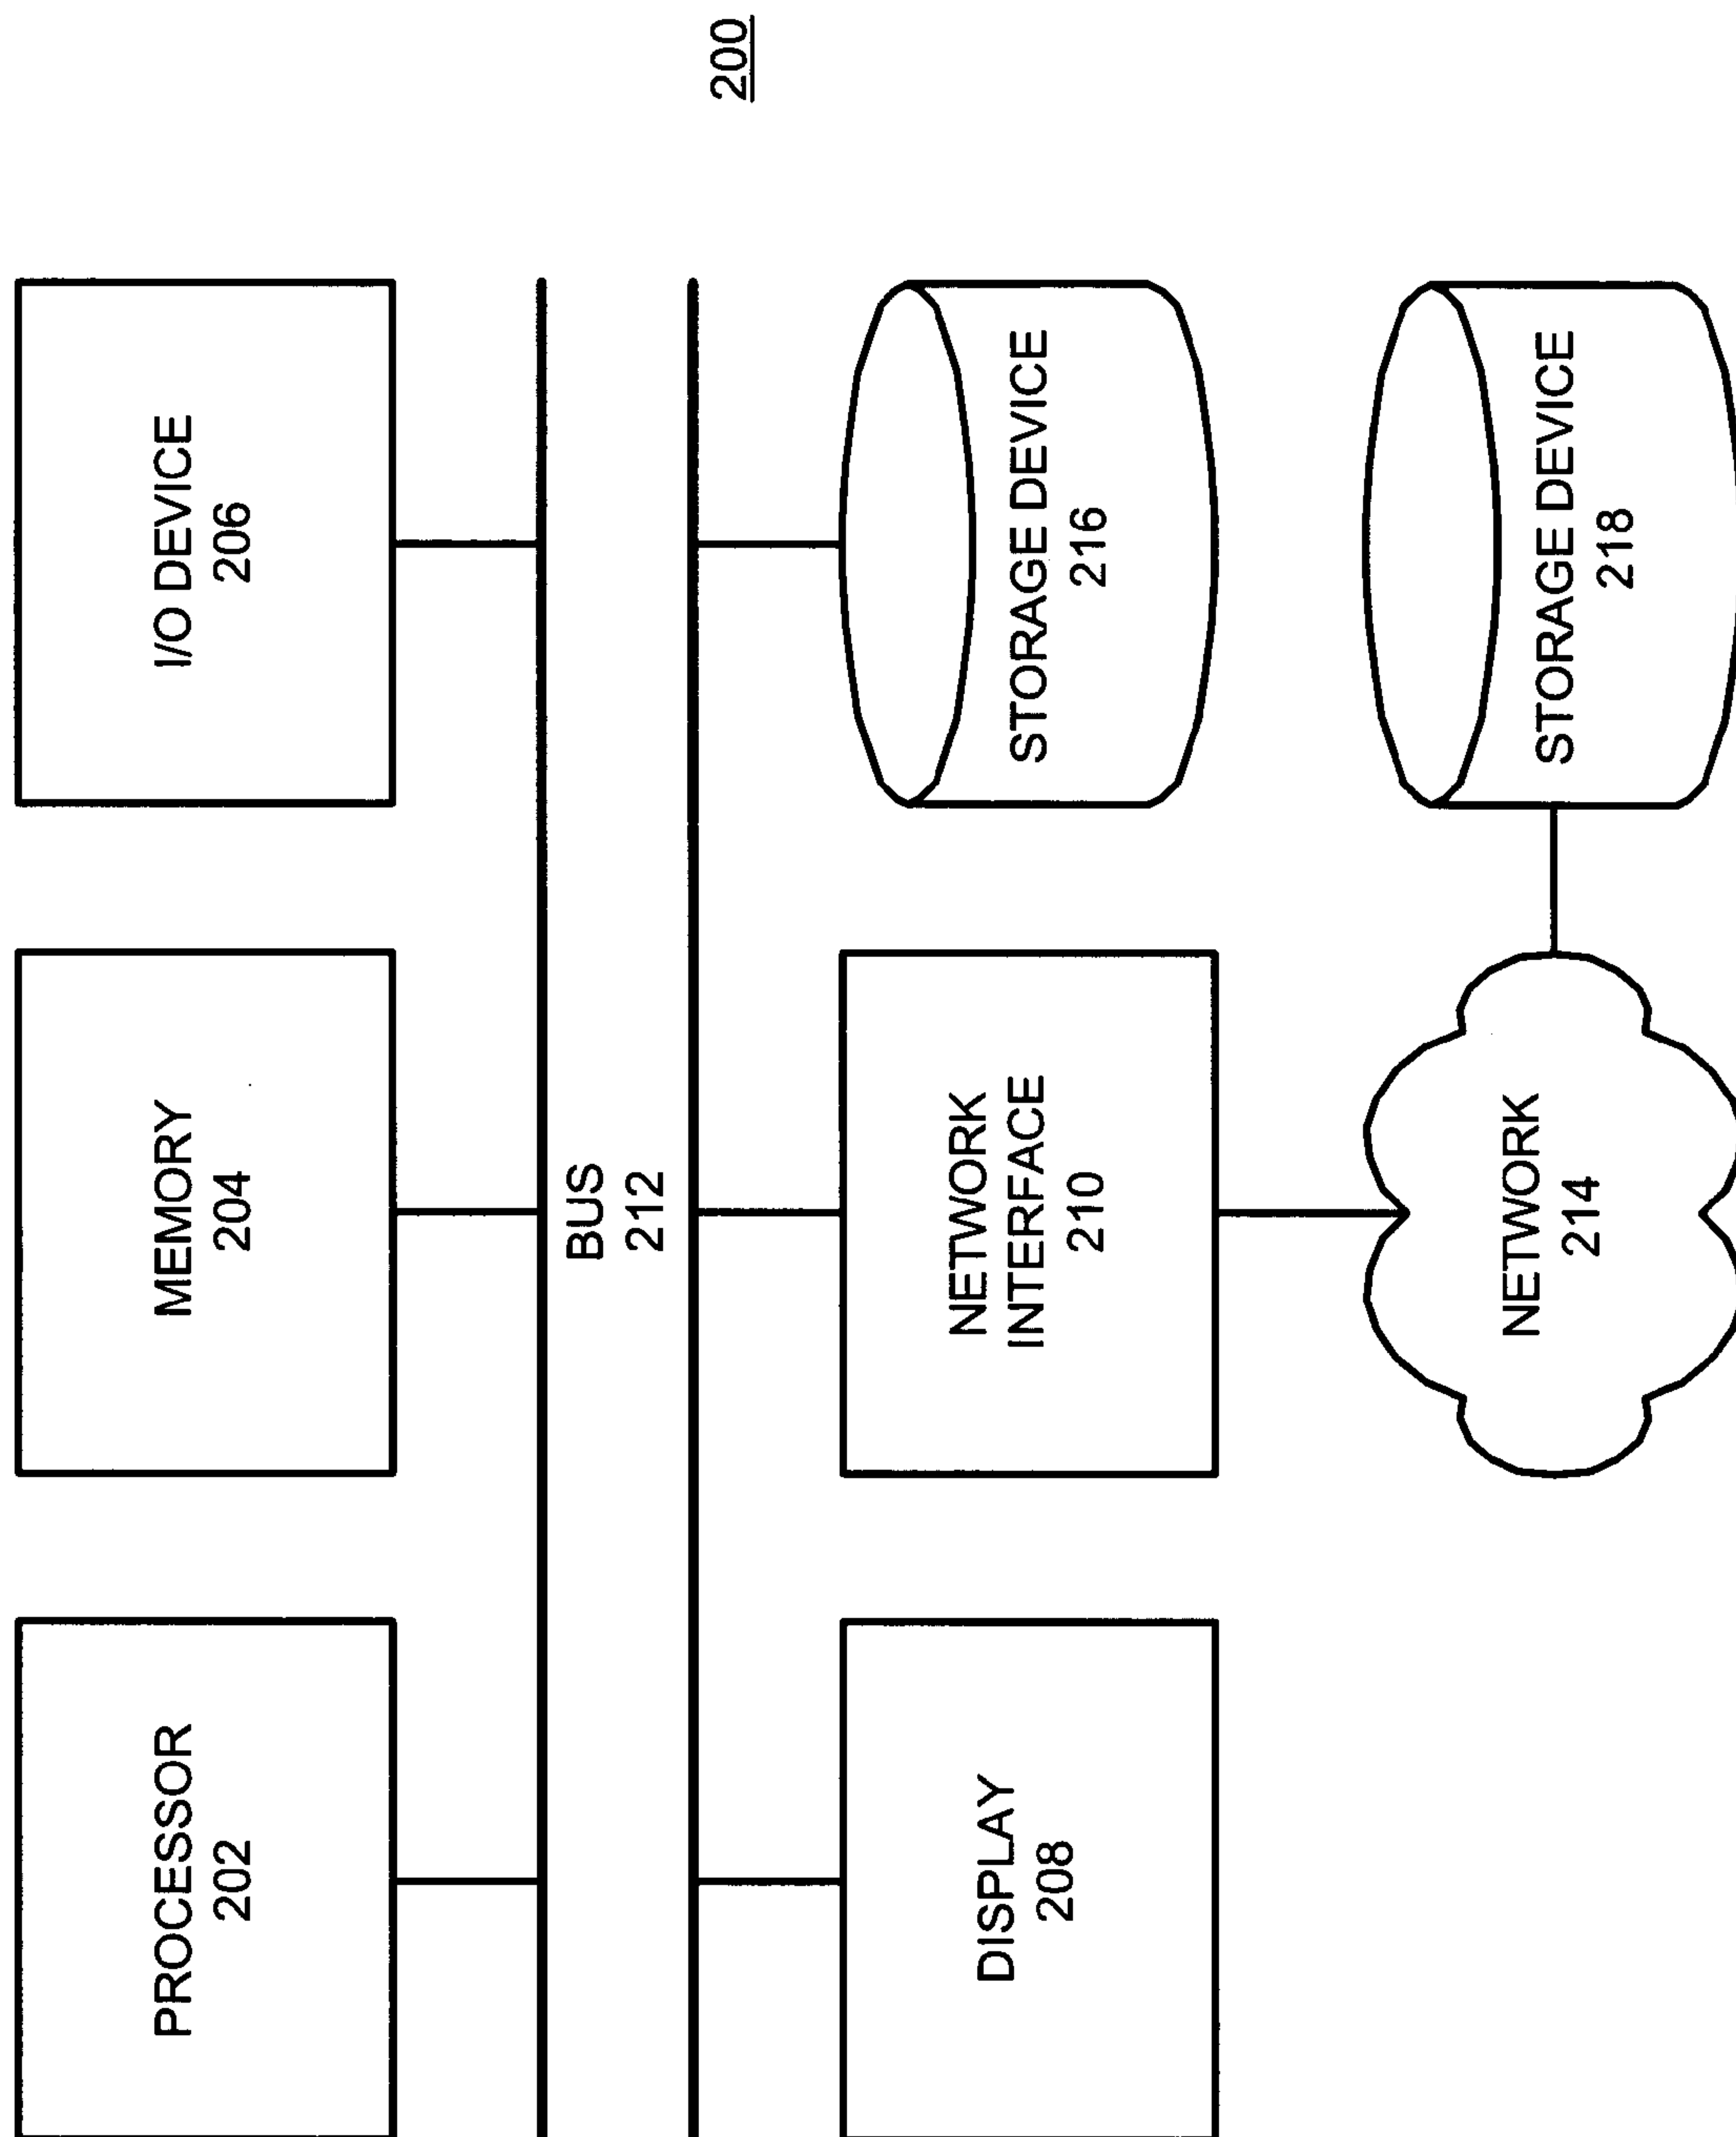 200
PROCESSOR
202
MEMORY
204
I/O DEVICE
206
BUS
212
DISPLAY
208
NETWORK
INTERFACE
210
STORAGE DEVICE
216
NETWORK
214
STORAGE DEVICE
218